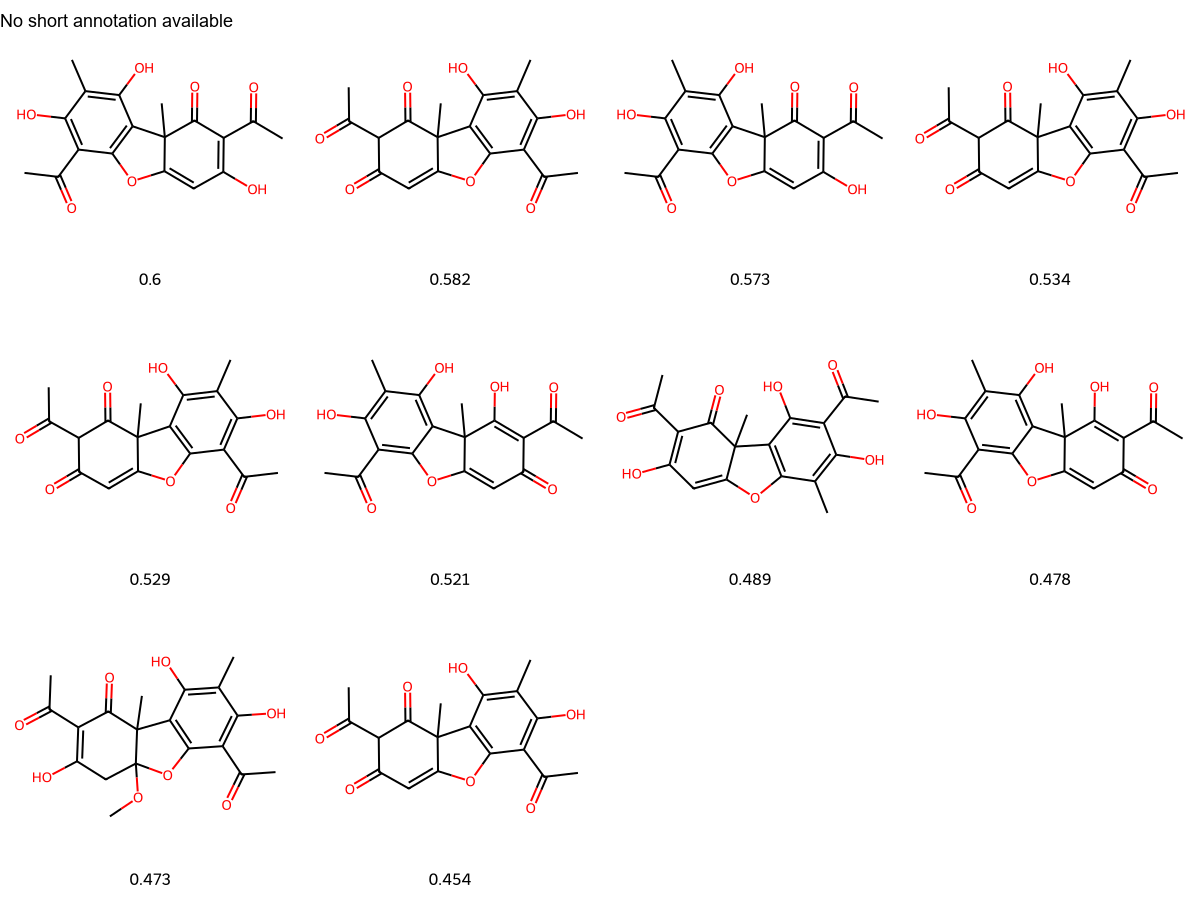 No short annotation available
OH O O HO OH O O
HO O OH
0.6
HO O OH O O O O
0.582
OH O O HO OH O O
0.573
HO O OH O O O O
0.534
HO O OH O O O O
0.529
OH OH O HO O O O
0.521
O O HO O OH HO O
0.489
OH OH O HO O O O
0.478
HO O OH O HO O O O
0.473
HO O OH O O O O
0.454